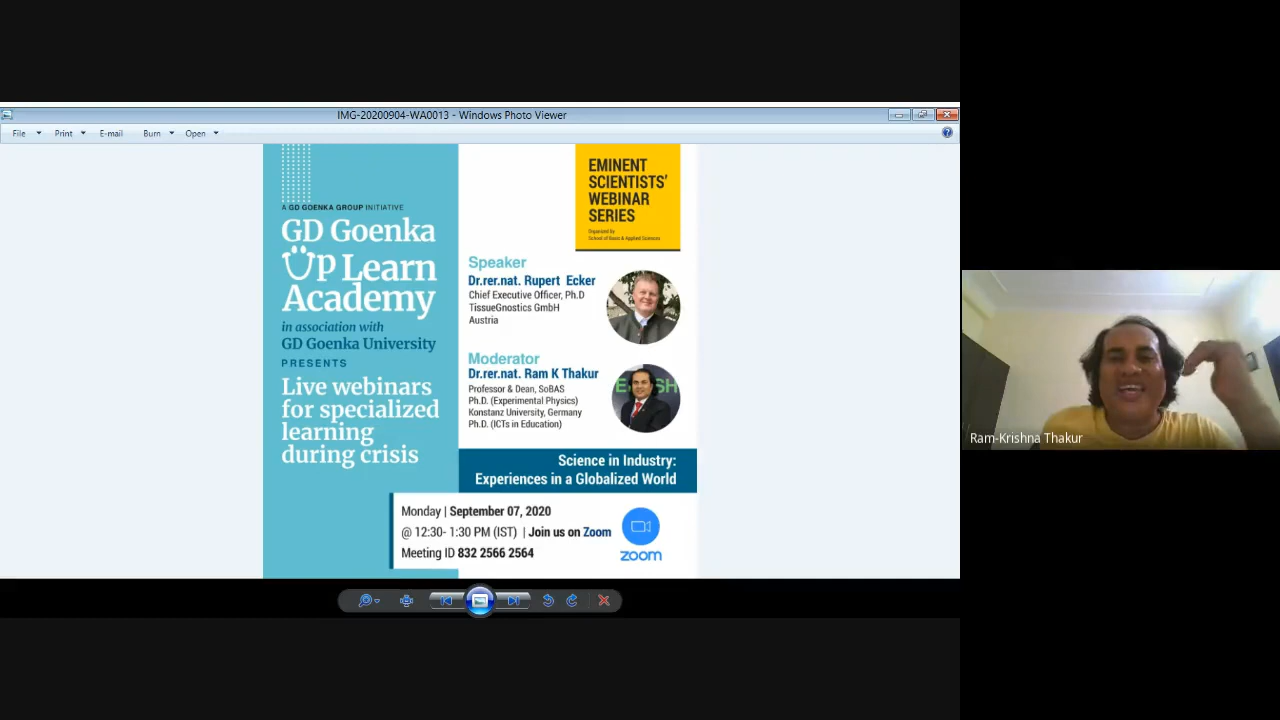 IMG-20200904-WA0013 - Windows Photo Viewer
File Print E-mail Burn Open
A GD GOENKA GROUP INITIATIVE
GD Goenka
UP Learn
Academy
in association with
GD Goenka University
PRESENTS
Live webinars
for specialized
learning
during crisis
EMINENT
SCIENTISTS'
WEBINAR
SERIES
Organized by
School of Basic & Applied Sciences
Speaker
Dr.rer.nat. Rupert Ecker
Chief Executive Officer, Ph.D
TissueGnostics GmbH
Austria
Moderator
Dr.rer.nat. Ram K Thakur
Professor & Dean, SoBAS
Ph.D. (Experimental Physics)
Konstanz University, Germany
Ph.D. (ICTs in Education)
Science in Industry:
Experiences in a Globalized World
Monday | September 07, 2020
@ 12:30- 1:30 PM (IST) | Join us on Zoom
Meeting ID 832 2566 2564
zoom
Ram-Krishna Thakur